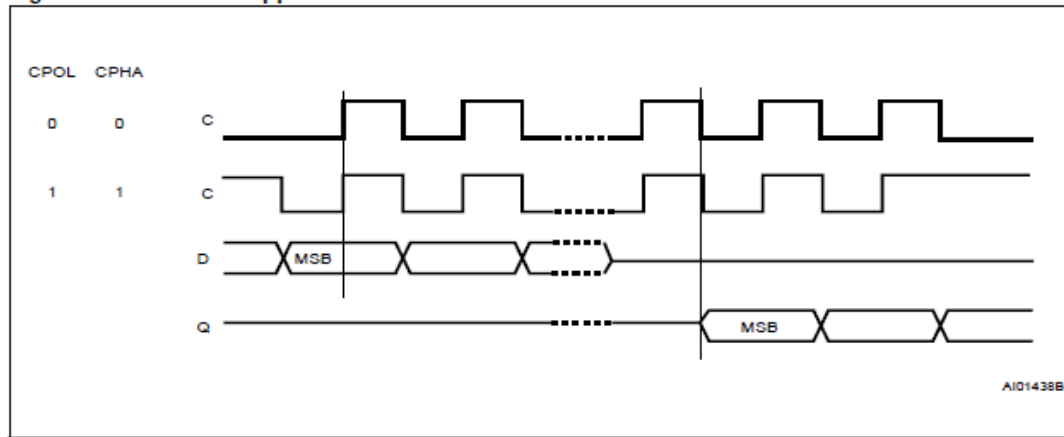 CPOL CPHA
0 0 C
1 1 C
D MSB
Q MSB
AI01438B